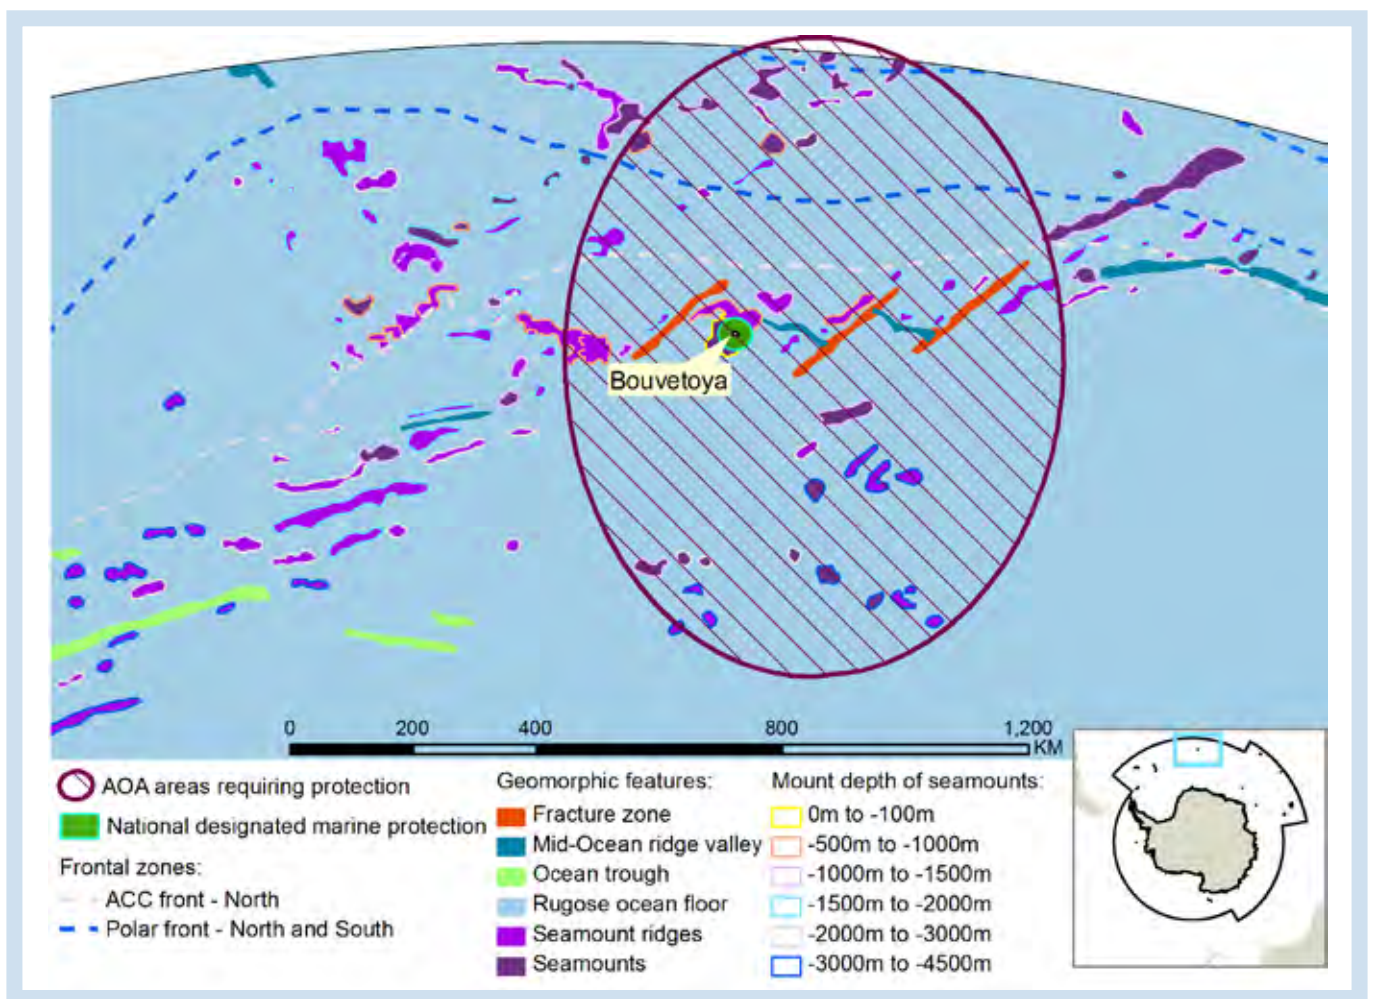 Bouvetoya
0 200 400 800 1,200
KM
AOA areas requiring protection
National designated marine protection
Frontal zones:
ACC front - North
Polar front - North and South
Geomorphic features:
Fracture zone
Mid-Ocean ridge valley
Ocean trough
Rugose ocean floor
Seamount ridges
Seamounts
Mount depth of seamounts:
0m to -100m
-500m to -1000m
-1000m to -1500m
-1500m to -2000m
-2000m to -3000m
-3000m to -4500m